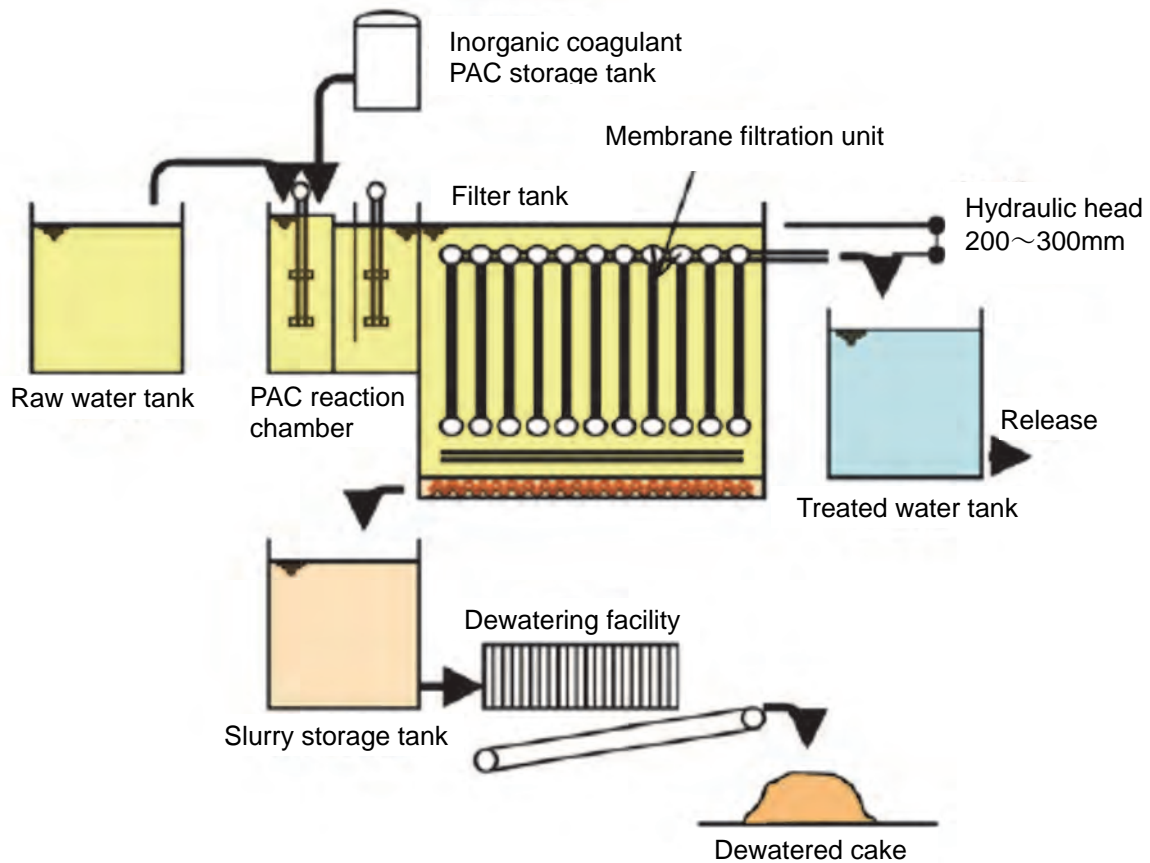 Inorganic coagulant
PAC storage tank
Membrane filtration unit
Filter tank
Hydraulic head
200～300mm
Raw water tank
PAC reaction
chamber
Release
Treated water tank
Dewatering facility
Slurry storage tank
Dewatered cake